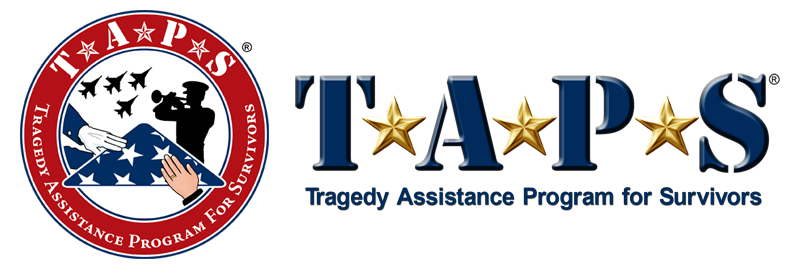 T★A★P★S
®
TRAGEDY ASSISTANCE PROGRAM FOR SURVIVORS
T★A★P★S®
Tragedy Assistance Program for Survivors